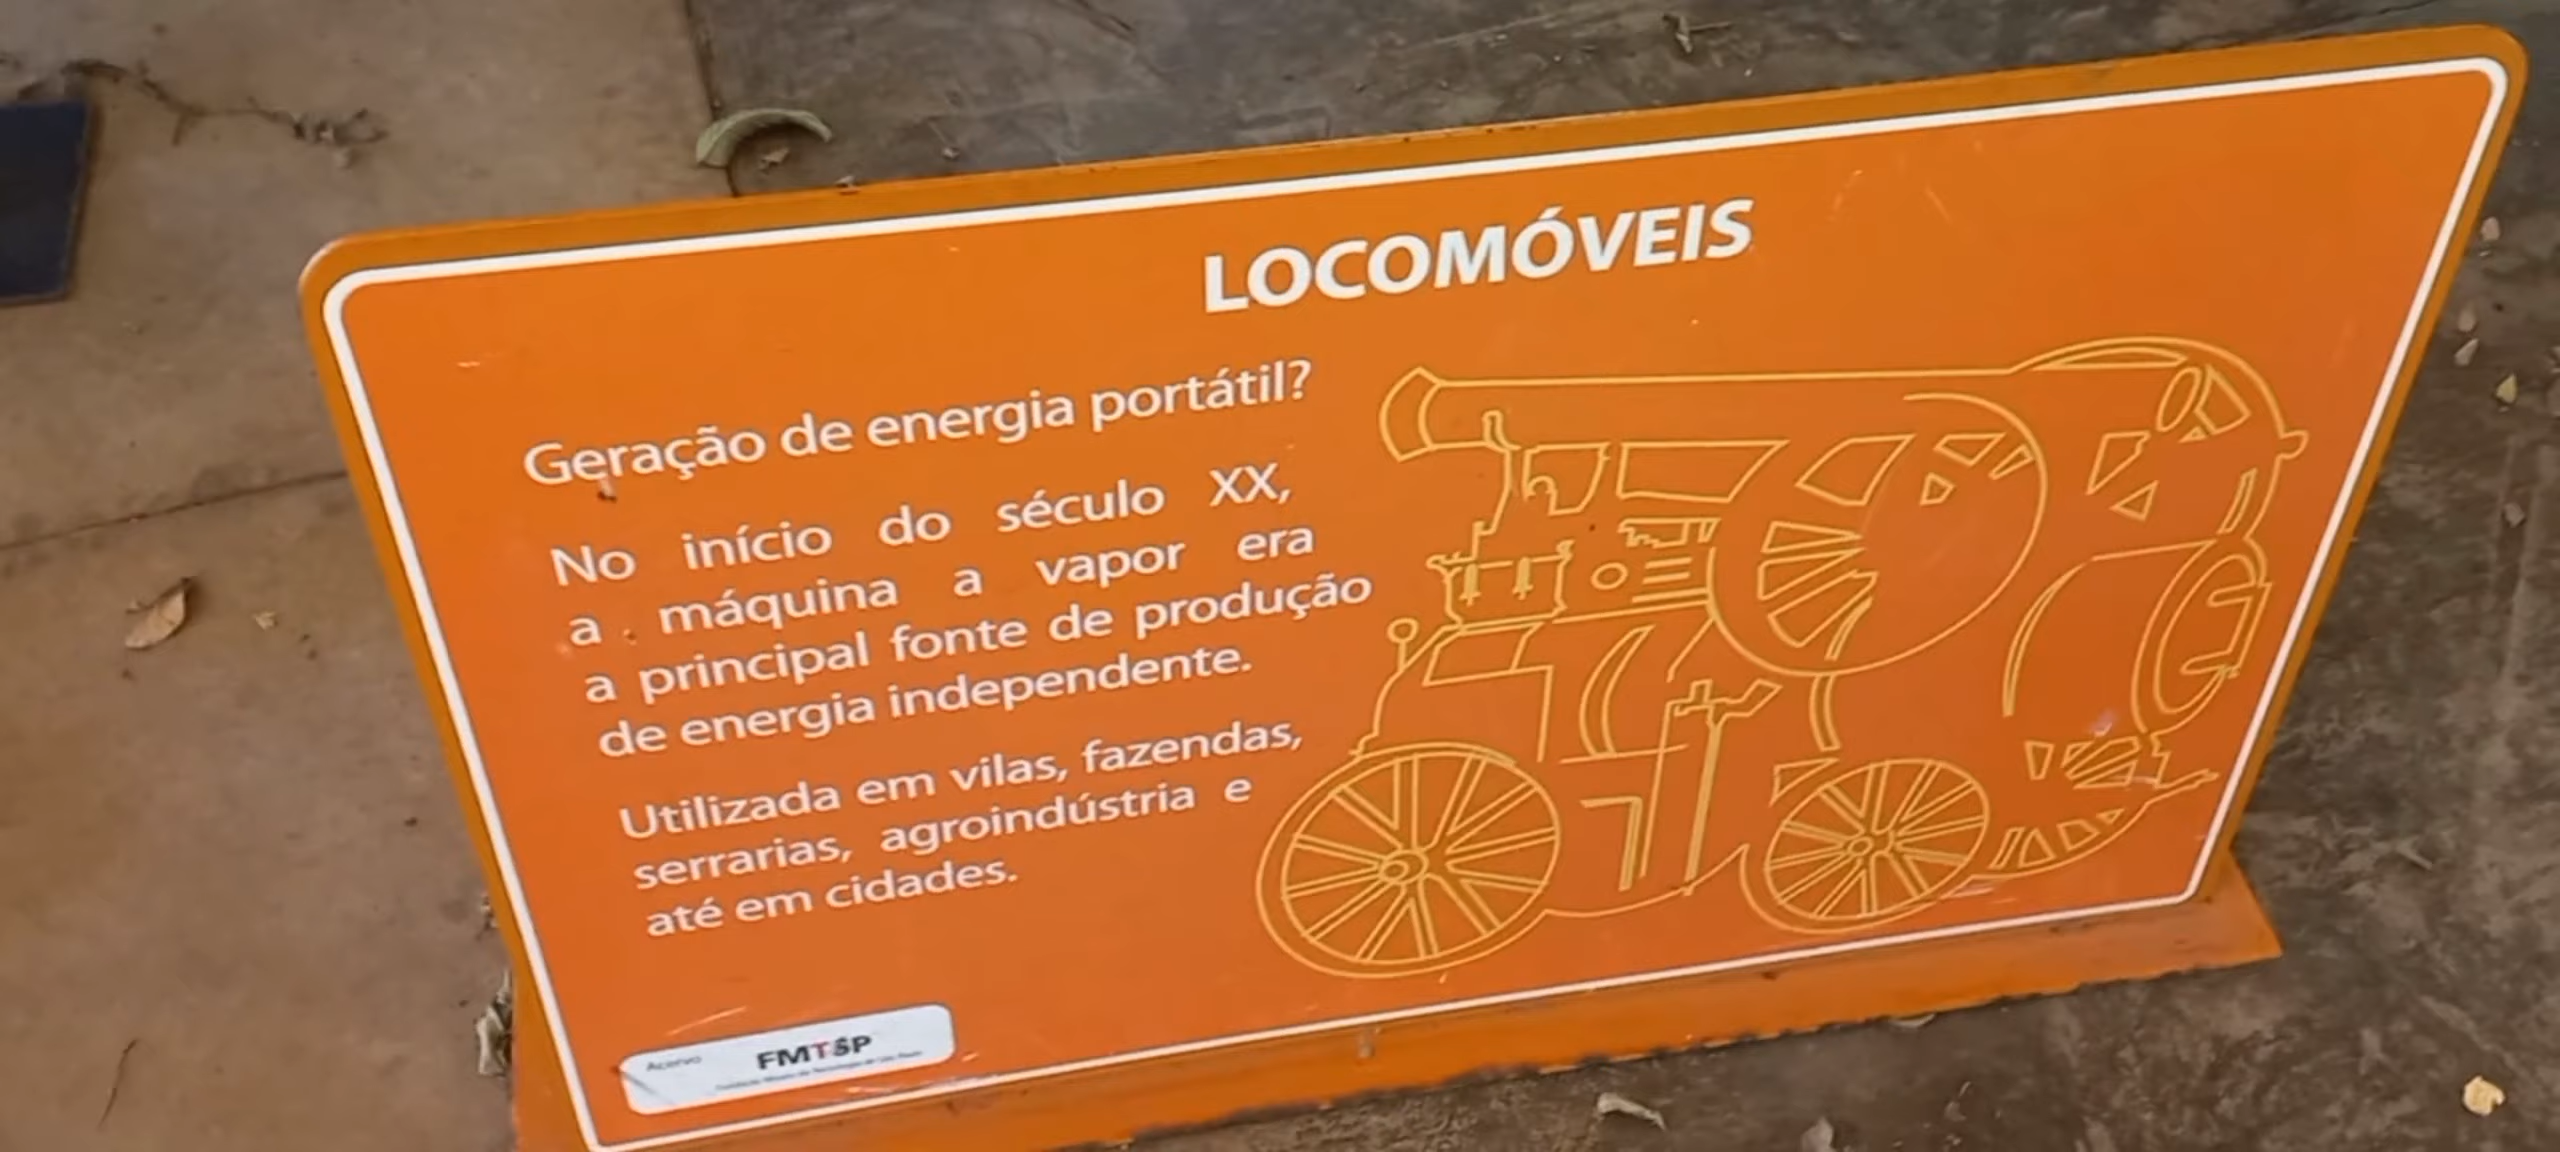 LOCOMÓVEIS
Geração de energia portátil?
No início do século XX,
a máquina a vapor era
a principal fonte de produção
de energia independente.
Utilizada em vilas, fazendas,
serrarias, agroindústria e
até em cidades.
Acervo FMTSP